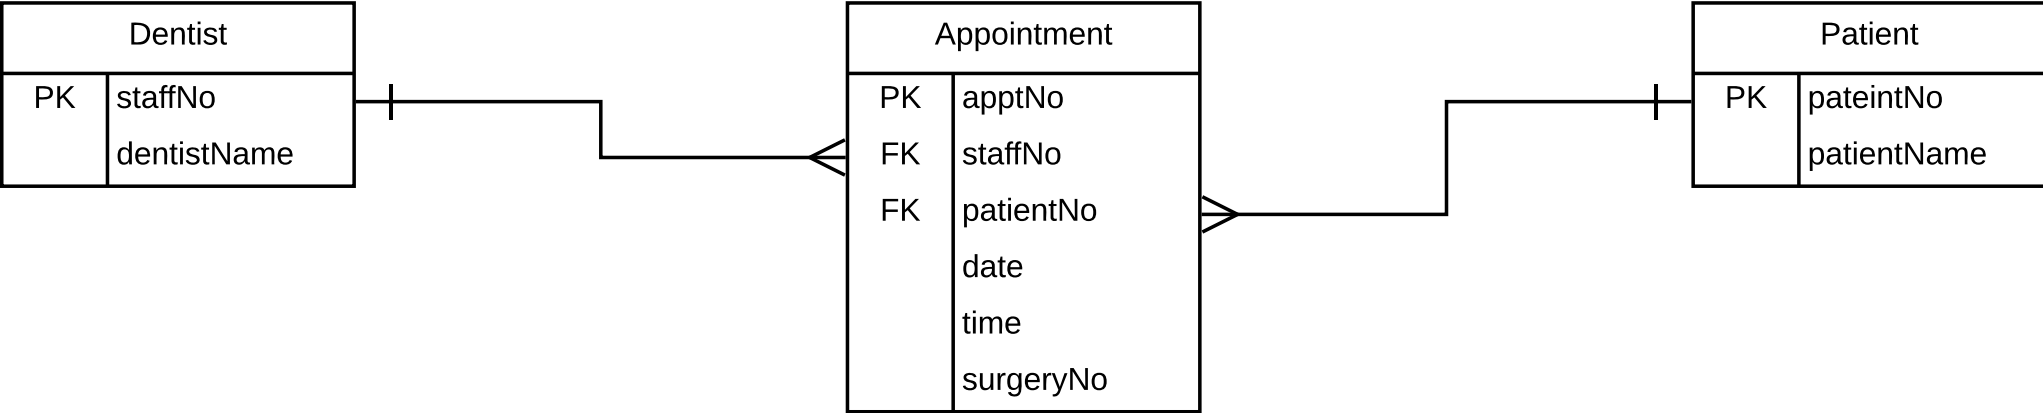 Dentist
PK staffNo
dentistName
Appointment
PK apptNo
FK staffNo
FK patientNo
date
time
surgeryNo
Patient
PK pateintNo
patientName